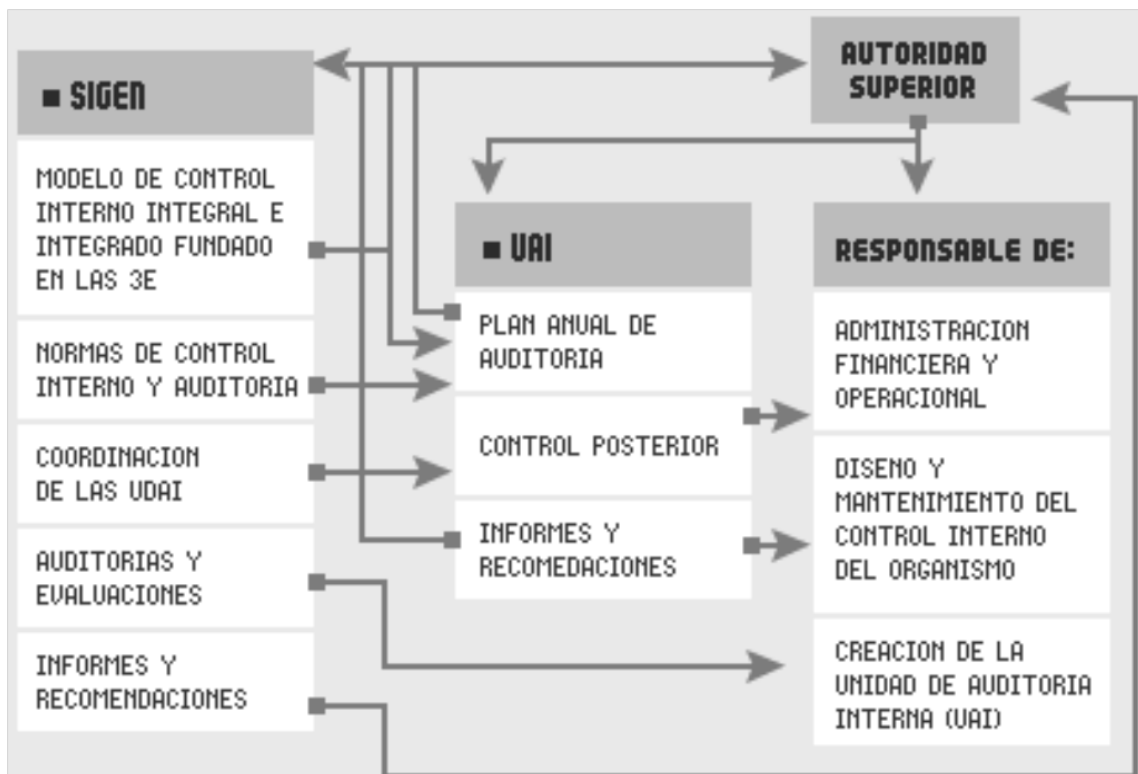 ■ SIGEN
MODELO DE CONTROL
INTERNO INTEGRAL E
INTEGRADO FUNDADO
EN LAS 3E
NORMAS DE CONTROL
INTERNO Y AUDITORIA
COORDINACION
DE LAS UDAI
AUDITORIAS Y
EVALUACIONES
INFORMES Y
RECOMENDACIONES
■ UAI
PLAN ANUAL DE
AUDITORIA
CONTROL POSTERIOR
INFORMES Y
RECOMEDACIONES
AUTORIDAD
SUPERIOR
RESPONSABLE DE:
ADMINISTRACION
FINANCIERA Y
OPERACIONAL
DISENO Y
MANTENIMIENTO DEL
CONTROL INTERNO
DEL ORGANISMO
CREACION DE LA
UNIDAD DE AUDITORIA
INTERNA (UAI)